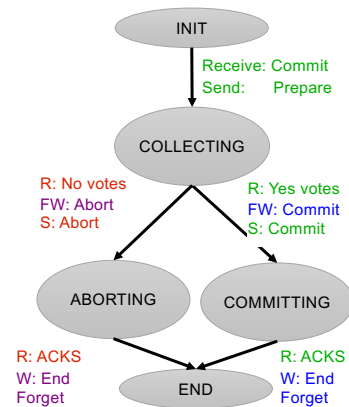 INIT
Receive: Commit
Send: Prepare
COLLECTING
R: No votes
FW: Abort
S: Abort
R: Yes votes
FW: Commit
S: Commit
ABORTING
COMMITTING
R: ACKS
W: End
Forget
R: ACKS
W: End
Forget
END